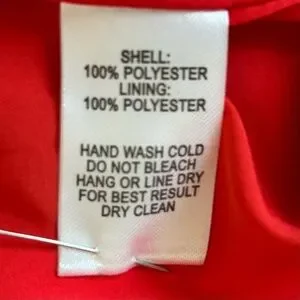 SHELL:
100% POLYESTER
LINING:
100% POLYESTER
HAND WASH COLD
DO NOT BLEACH
HANG OR LINE DRY
FOR BEST RESULT
DRY CLEAN